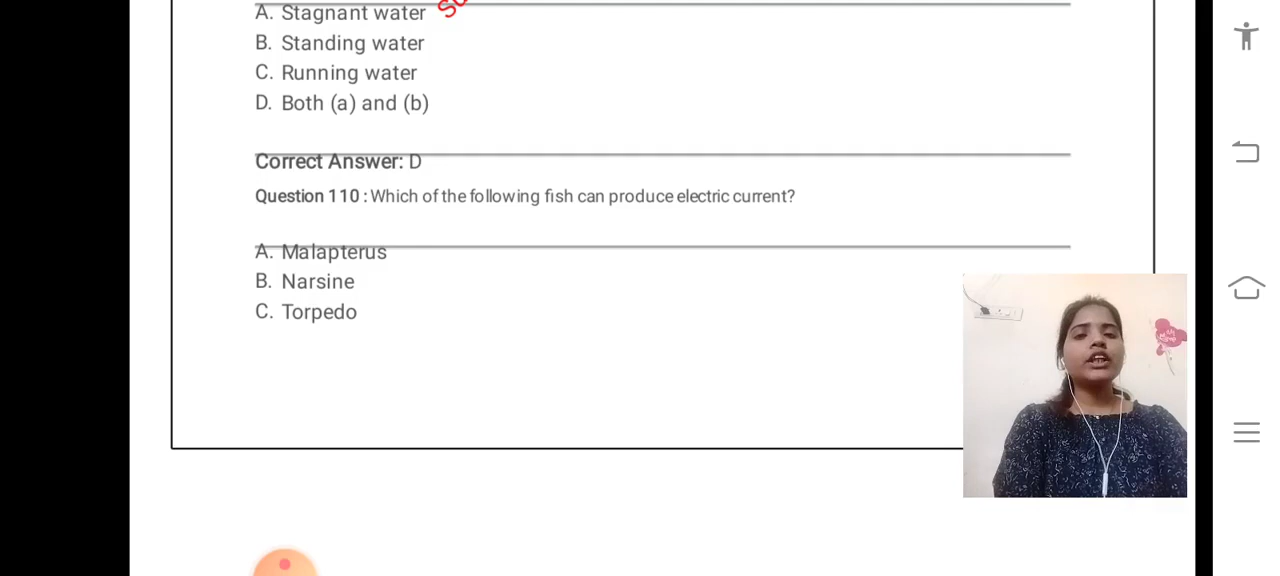 A. Stagnant water
B. Standing water
C. Running water
D. Both (a) and (b)
Correct Answer: D
Question 110 : Which of the following fish can produce electric current?
A. Malapterus
B. Narsine
C. Torpedo